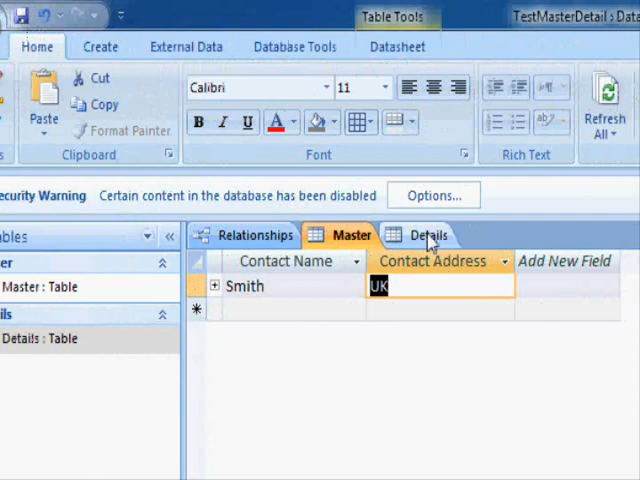 Table Tools
TestMasterDetail : Data
Home
Create
External Data
Database Tools
Datasheet
Paste
Cut
Copy
Format Painter
Clipboard
Calibri
11
B I U A
Font
ab
Rich Text
Refresh
All
ecurity Warning Certain content in the database has been disabled Options...
bles «
Relationships
Master
Details
er
Master : Table
ils
Details : Table
Contact Name Contact Address Add New Field
Smith UK